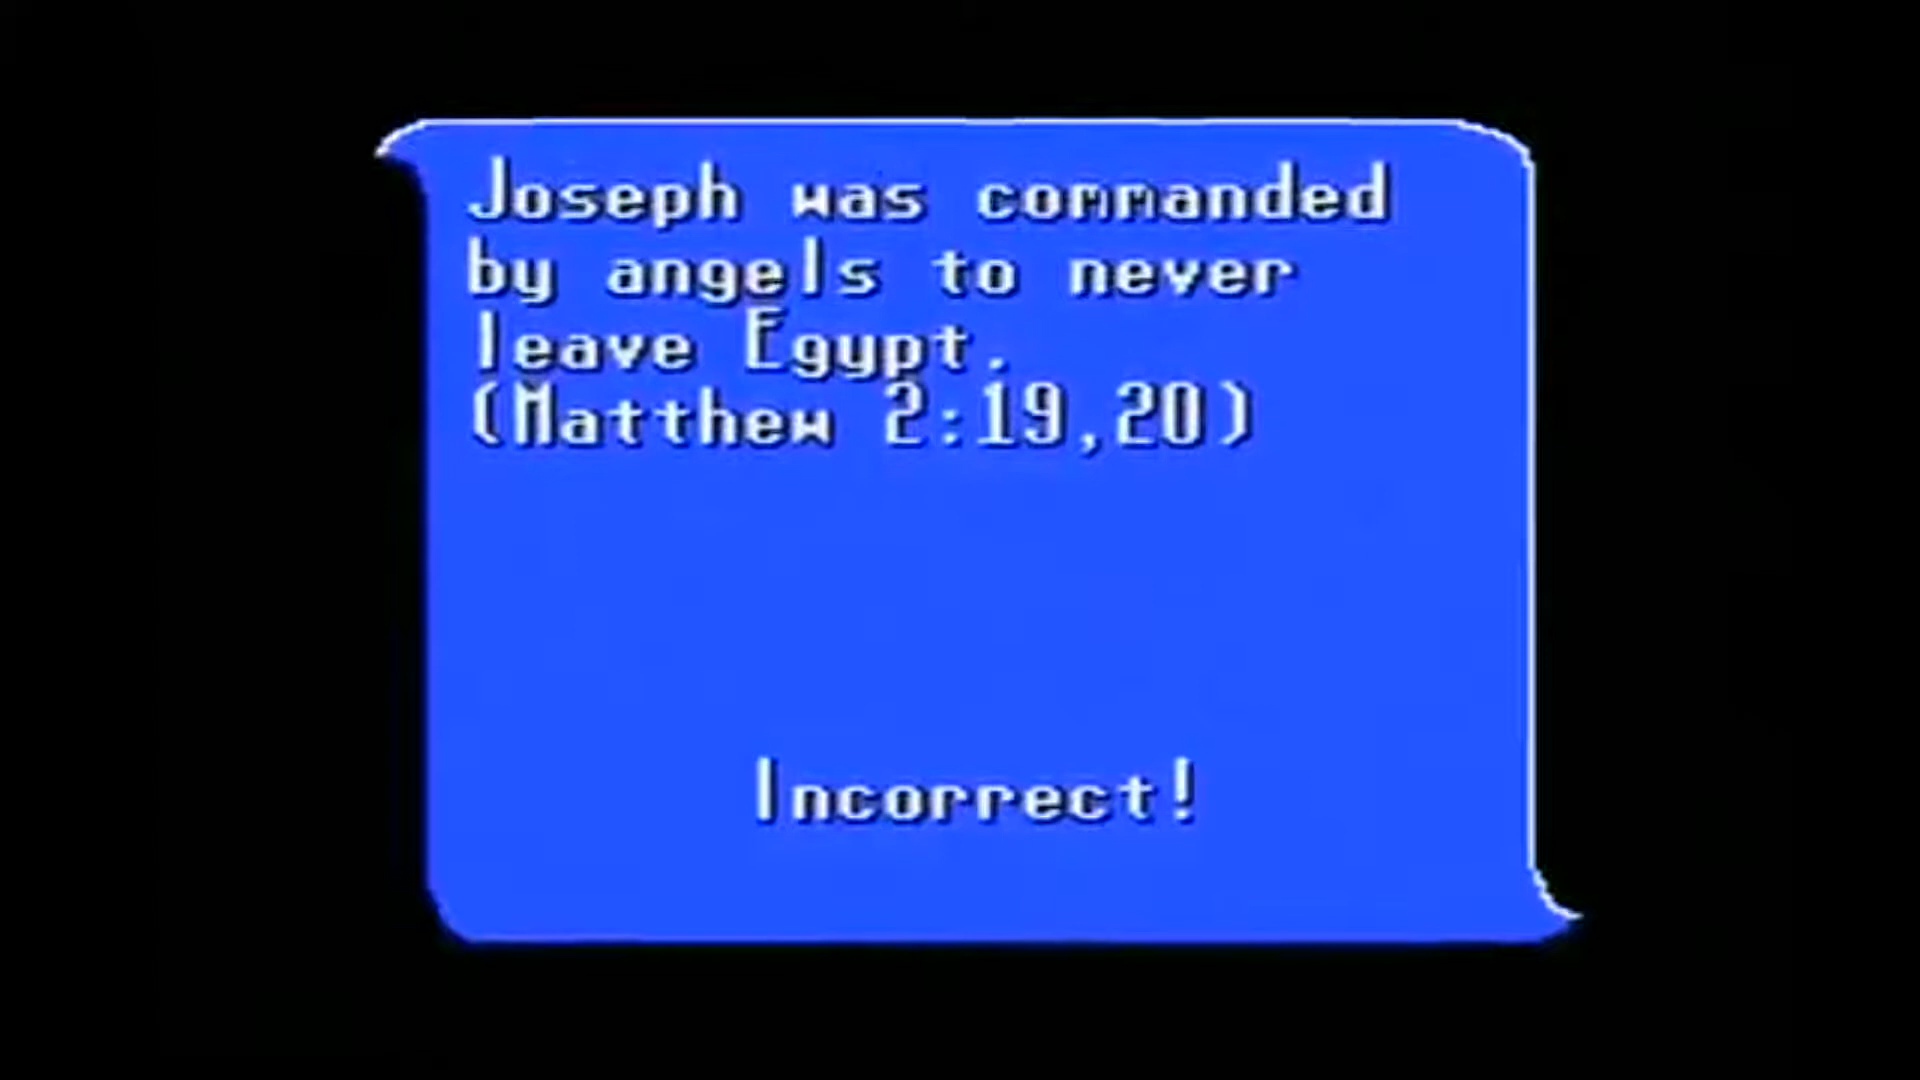 Joseph was commanded
by angels to never
leave Egypt.
(Matthew 2:19,20)
Incorrect!